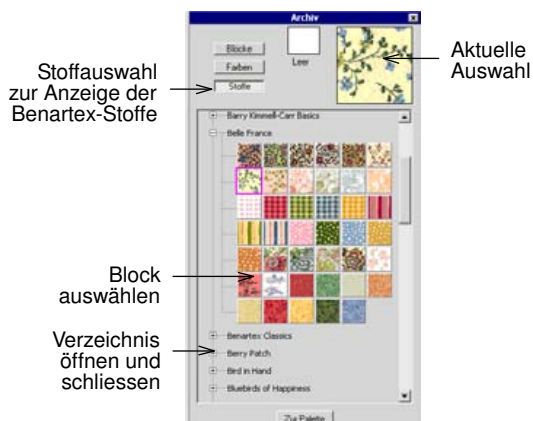 Archiv
Blöcke
Farben
Stoffe
Leer
Aktuelle
Auswahl
Stoffauswahl
zur Anzeige der
Benartex-Stoffe
Barry Kimmell-Carr Basics
Belle France
Block
auswählen
Verzeichnis
öffnen und
schliessen
Benartex Classics
Berry Patch
Bird in Hand
Bluebirds of Happiness
Zur Palette